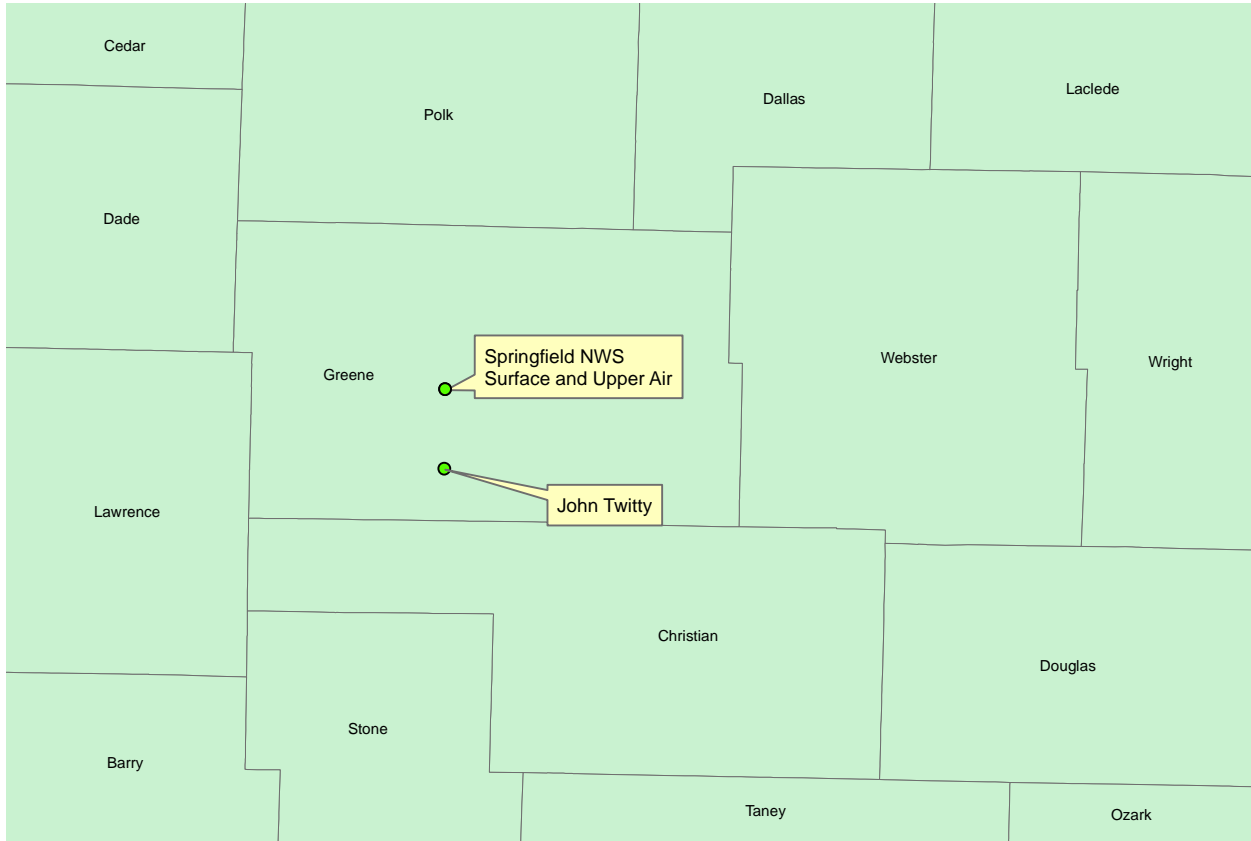 Cedar
Polk
Dallas
Laclede
Dade
Springfield NWS
Surface and Upper Air
Greene
Webster
Wright
John Twitty
Lawrence
Christian
Douglas
Stone
Barry
Taney
Ozark